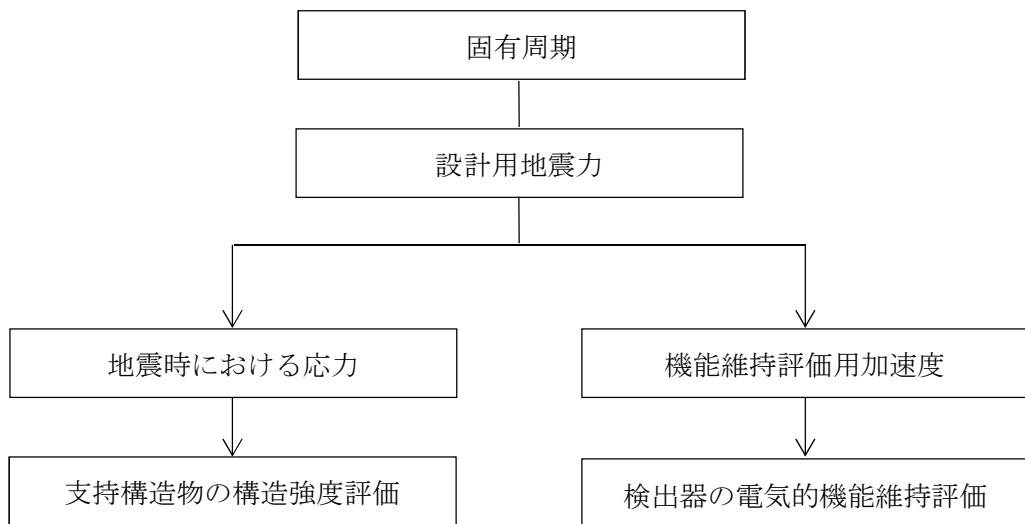 固有周期
設計用地震力
地震時における応力
機能維持評価用加速度
支持構造物の構造強度評価
検出器の電気的機能維持評価